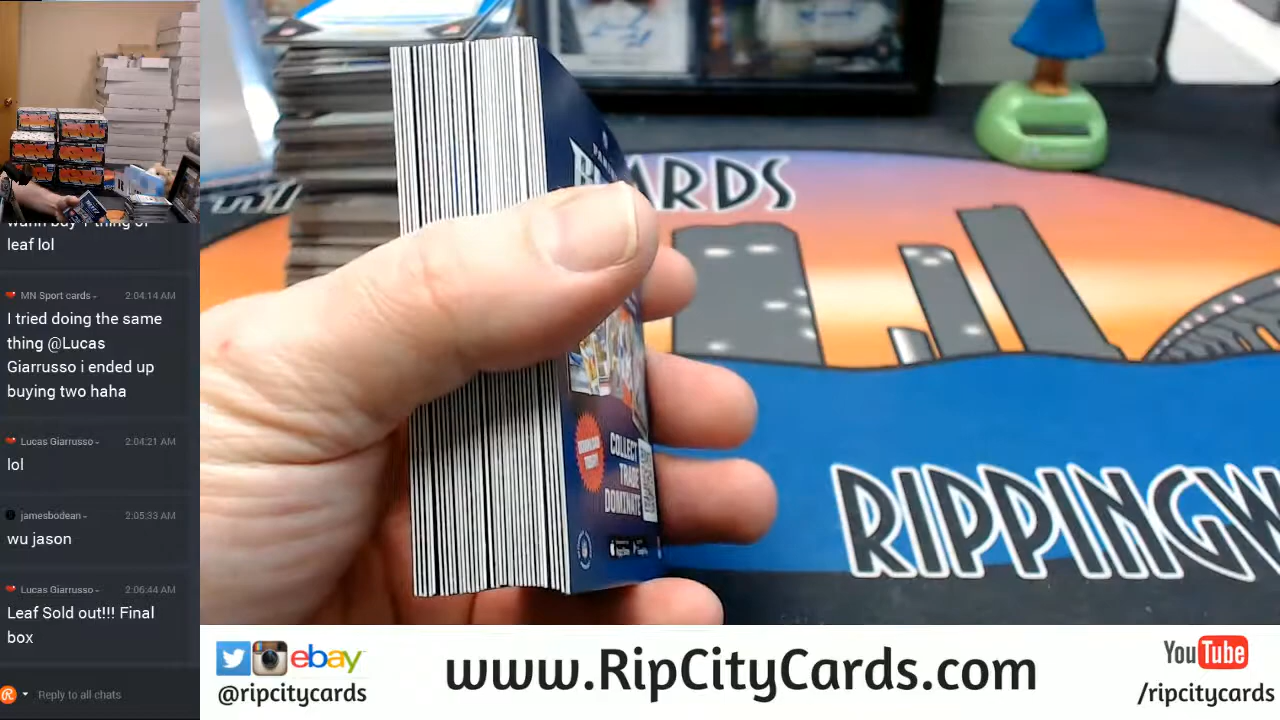 leaf lol
MN Sport cards
2:04:14 AM
I tried doing the same
thing @Lucas
Giarrusso i ended up
buying two haha
Lucas Giarrusso
2:04:21 AM
lol
jamesbodean
2:05:33 AM
wu jason
Lucas Giarrusso
2:06:44 AM
Leaf Sold out!!! Final
box
Reply to all chats
ARDS
COLLECT
TRADE
DOMINATE
RIPPINGW
ebay
@ripcitycards
www.RipCityCards.com
YouTube
/ripcitycards